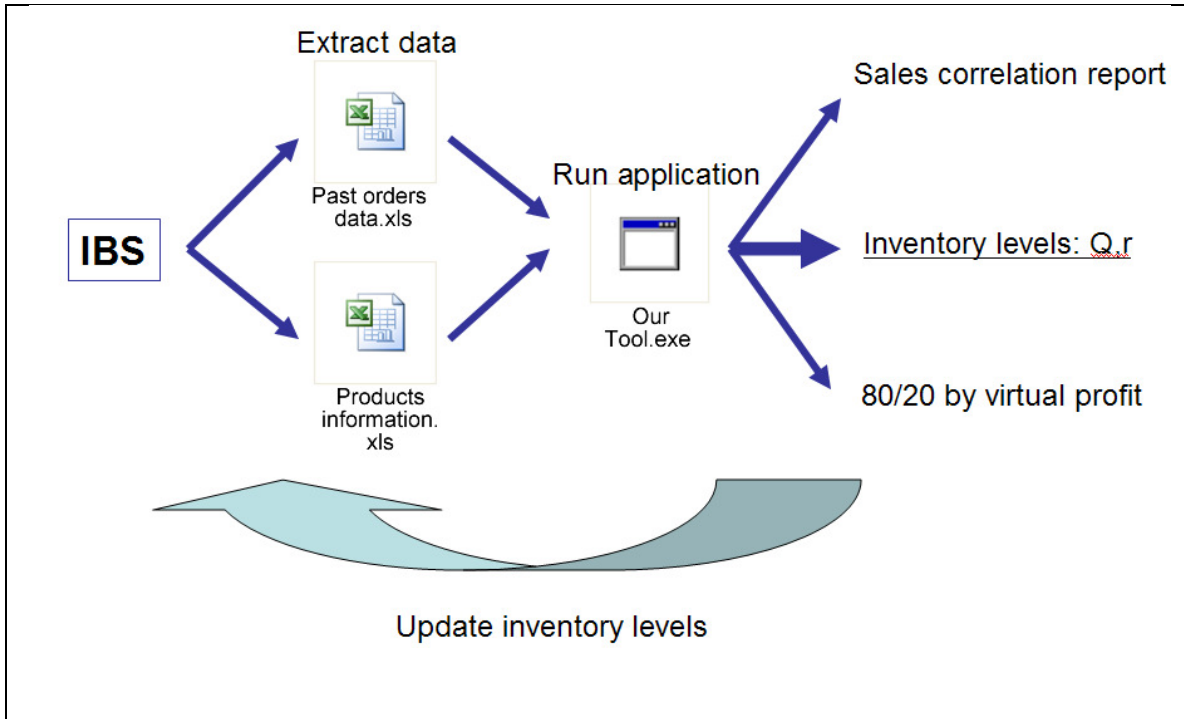 Extract data
Past orders
data.xls
IBS
Products
information.
xls
Run application
Our
Tool.exe
Sales correlation report
Inventory levels: Q,r
80/20 by virtual profit
Update inventory levels